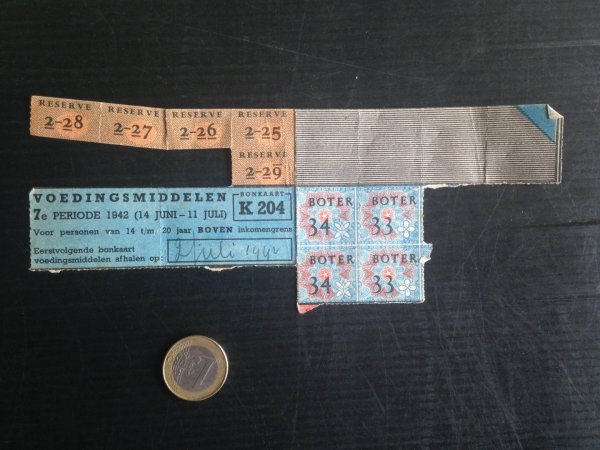 RESERVE RESERVE RESERVE RESERVE
2-28 2-27 2-26 2-25
RESERVE
2-29
VOEDINGSMIDDELEN
BONKAART
K 204
7e PERIODE 1942 (14 JUNI – 11 JULI)
Voor personen van 14 t/m 20 jaar BOVEN inkomengrens
Eerstvolgende bonkaart
voedingsmiddelen afhalen op: 2 Juli 1942
BOTER BOTER
34 33
BOTER BOTER
34 33
1